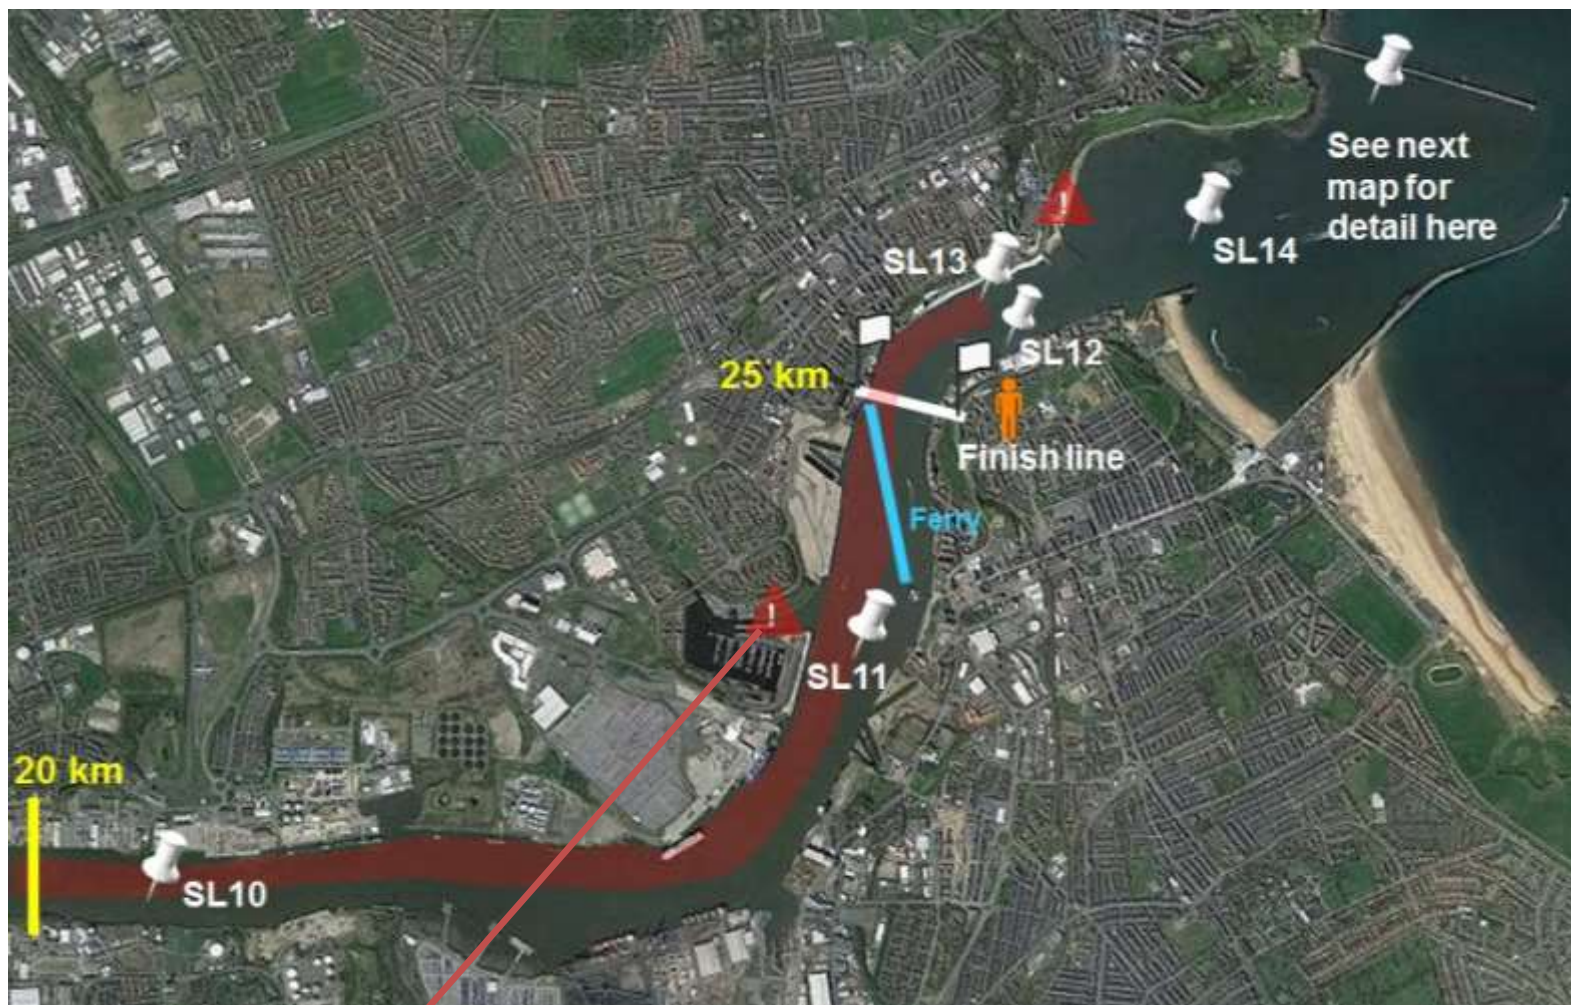 See next
map for
detail here
!
SL13
SL14
SL12
25 km
Finish line
Ferry
!
SL11
20 km
SL10